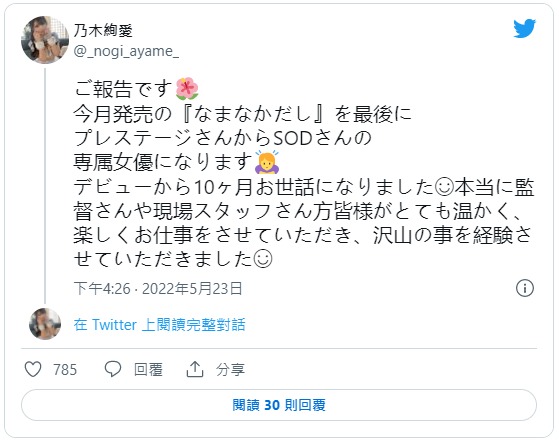 乃木絢愛
@_nogi_ayame_
ご報告です🌺
今月発売の『なまなかだし』を最後に
プレステージさんからSODさんの
専属女優になります🙇
デビューから10ヶ月お世話になりました☺本当に監
督さんや現場スタッフさん方皆様がとても温かく、
楽しくお仕事をさせていただき、沢山の事を経験さ
せていただきました☺
下午4:26 · 2022年5月23日
在 Twitter 上閱讀完整對話
785 回覆 分享
閱讀 30 則回覆